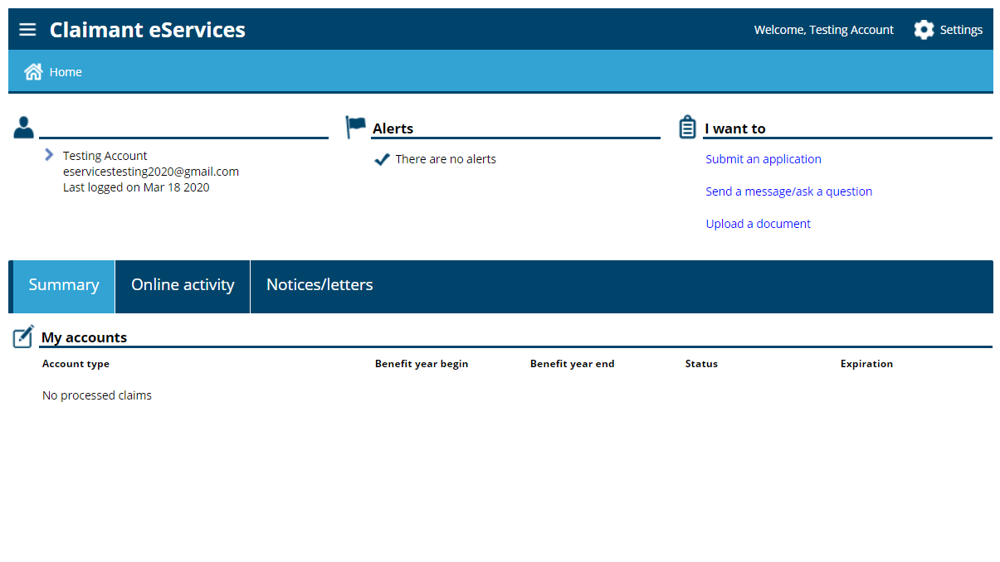 Claimant eServices
Welcome, Testing Account
Settings
Home
Testing Account
eservicestesting2020@gmail.com
Last logged on Mar 18 2020
Alerts
There are no alerts
I want to
Submit an application
Send a message/ask a question
Upload a document
Summary
Online activity
Notices/letters
My accounts
Account type Benefit year begin Benefit year end Status Expiration
No processed claims